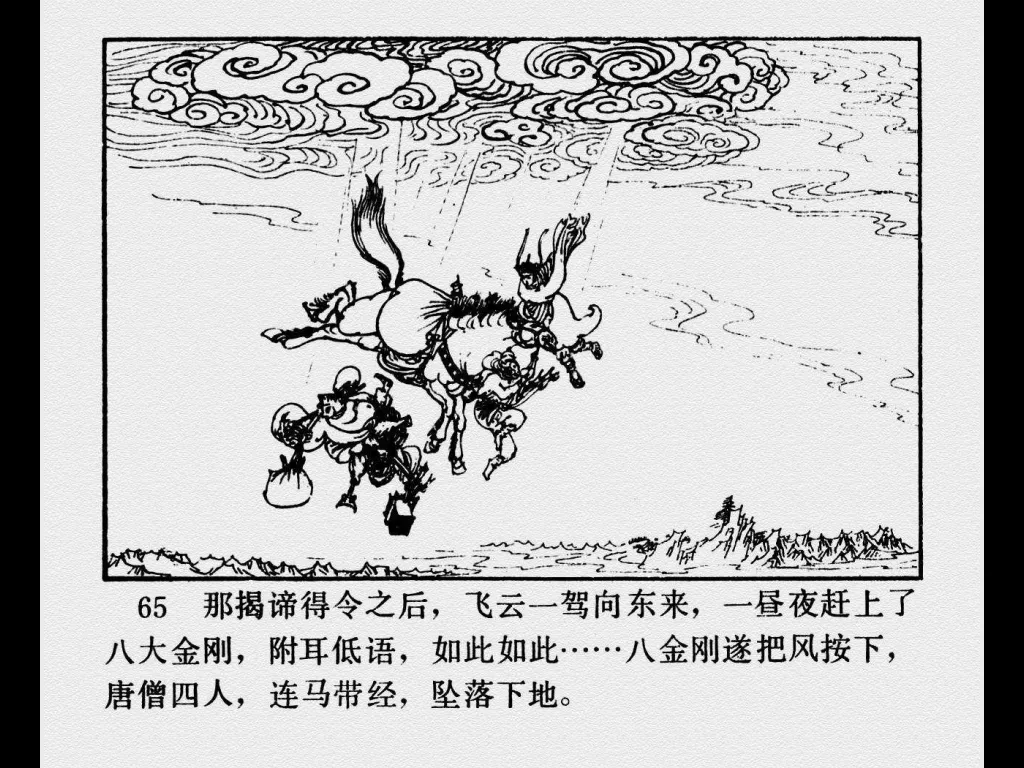 65 那揭谛得令之后，飞云一驾向东来，一昼夜赶上了
八大金刚，附耳低语，如此如此……八金刚遂把风按下，
唐僧四人，连马带经，坠落下地。